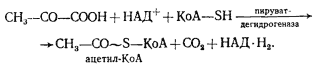 CH₃—CO—COOH + НАД⁺ + КоА—SH пируват-
дегидрогеназа
→CH₃—CO—S—КоА + CO₂ + НАД·H₂.
ацетил-КоА